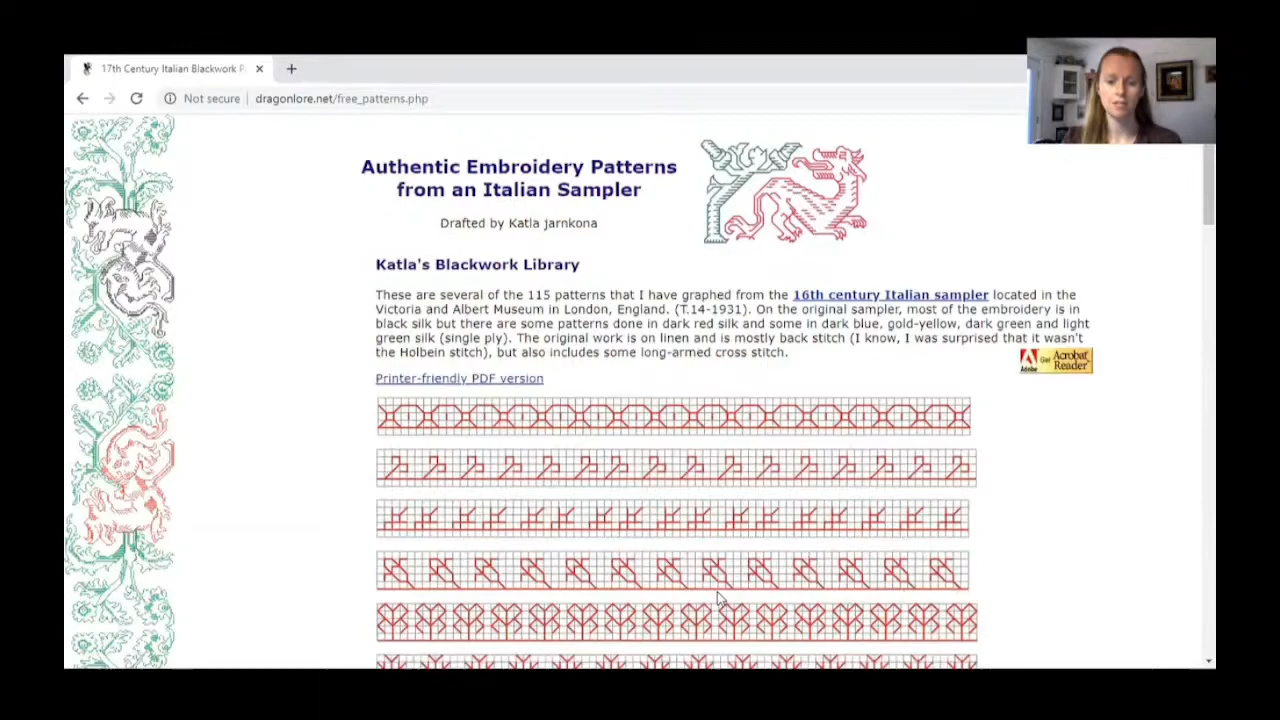 17th Century Italian Blackwork P
Not secure
dragonlore.net/free_patterns.php
Authentic Embroidery Patterns
from an Italian Sampler
Drafted by Katla jarnkona
Katla's Blackwork Library
These are several of the 115 patterns that I have graphed from the 16th century Italian sampler located in the
Victoria and Albert Museum in London, England. (T.14-1931). On the original sampler, most of the embroidery is in
black silk but there are some patterns done in dark red silk and some in dark blue, gold-yellow, dark green and light
green silk (single ply). The original work is on linen and is mostly back stitch (I know, I was surprised that it wasn't
the Holbein stitch), but also includes some long-armed cross stitch.
Adobe
Get Acrobat
Reader
Printer-friendly PDF version